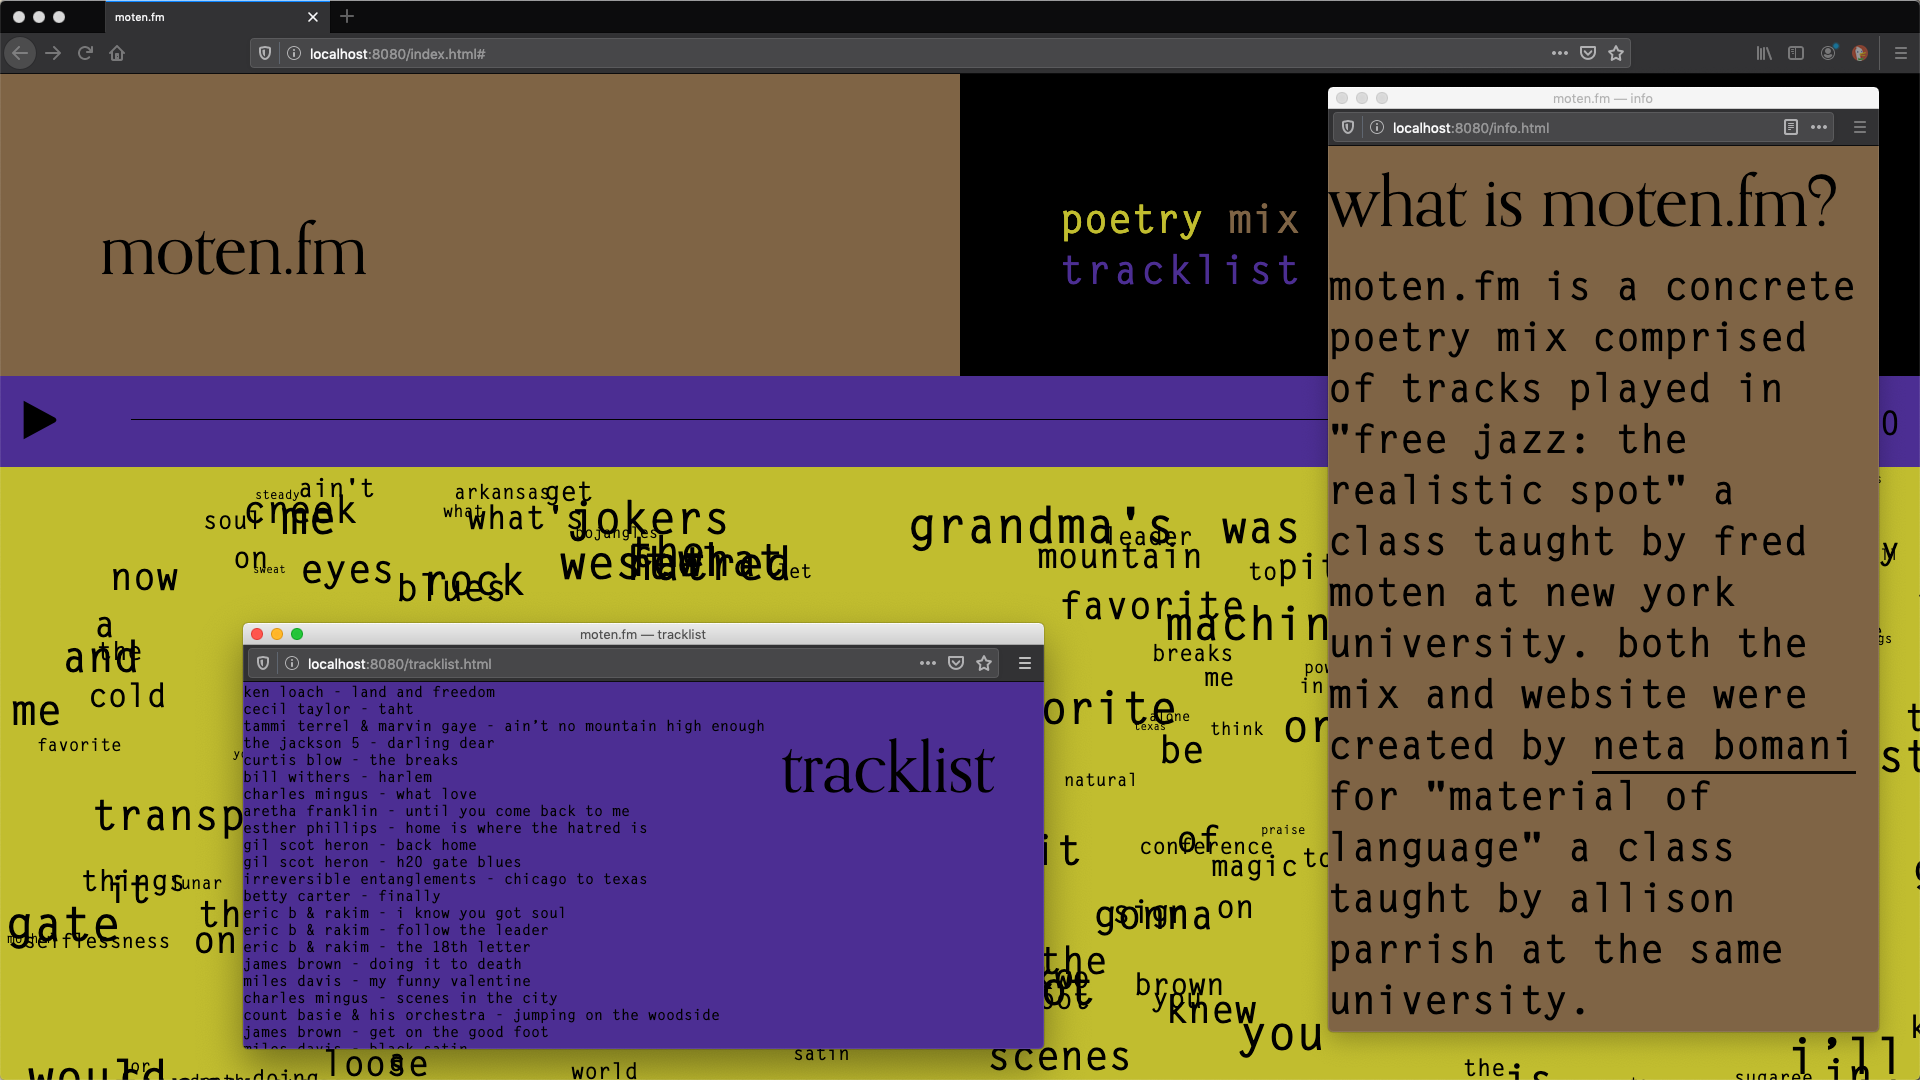 moten.fm
localhost:8080/index.html#
moten.fm
poetry mix
tracklist
moten.fm — info
localhost:8080/info.html
what is moten.fm?
moten.fm is a concrete
poetry mix comprised
of tracks played in
"free jazz: the
realistic spot" a
class taught by fred
moten at new york
university. both the
mix and website were
created by neta bomani
for "material of
language" a class
taught by allison
parrish at the same
university.
0
steady ain't
arkansas get
soul creek me
what what's jokers
bojangles
grandma's was
leader
mountain
on
sweat
eyes
now
blues rock
to
favorite
a
the
and
breaks
me
cold
me
favorite
alone
texas
think
be
natural
transp
praise
of
conference
magic to
things
it lunar
gate
selflessness
on
gonna
sign on
the
brown
you
knew
you
moten.fm — tracklist
localhost:8080/tracklist.html
tracklist
ken loach - land and freedom
cecil taylor - taht
tammi terrel & marvin gaye - ain't no mountain high enough
the jackson 5 - darling dear
curtis blow - the breaks
bill withers - harlem
charles mingus - what love
aretha franklin - until you come back to me
esther phillips - home is where the hatred is
gil scot heron - back home
gil scot heron - h20 gate blues
irreversible entanglements - chicago to texas
betty carter - finally
eric b & rakim - i know you got soul
eric b & rakim - follow the leader
eric b & rakim - the 18th letter
james brown - doing it to death
miles davis - my funny valentine
charles mingus - scenes in the city
count basie & his orchestra - jumping on the woodside
james brown - get on the good foot
miles davis - black satin
would
or
doing
loose
world
satin
scenes
the
is
sugaree
i'll
in